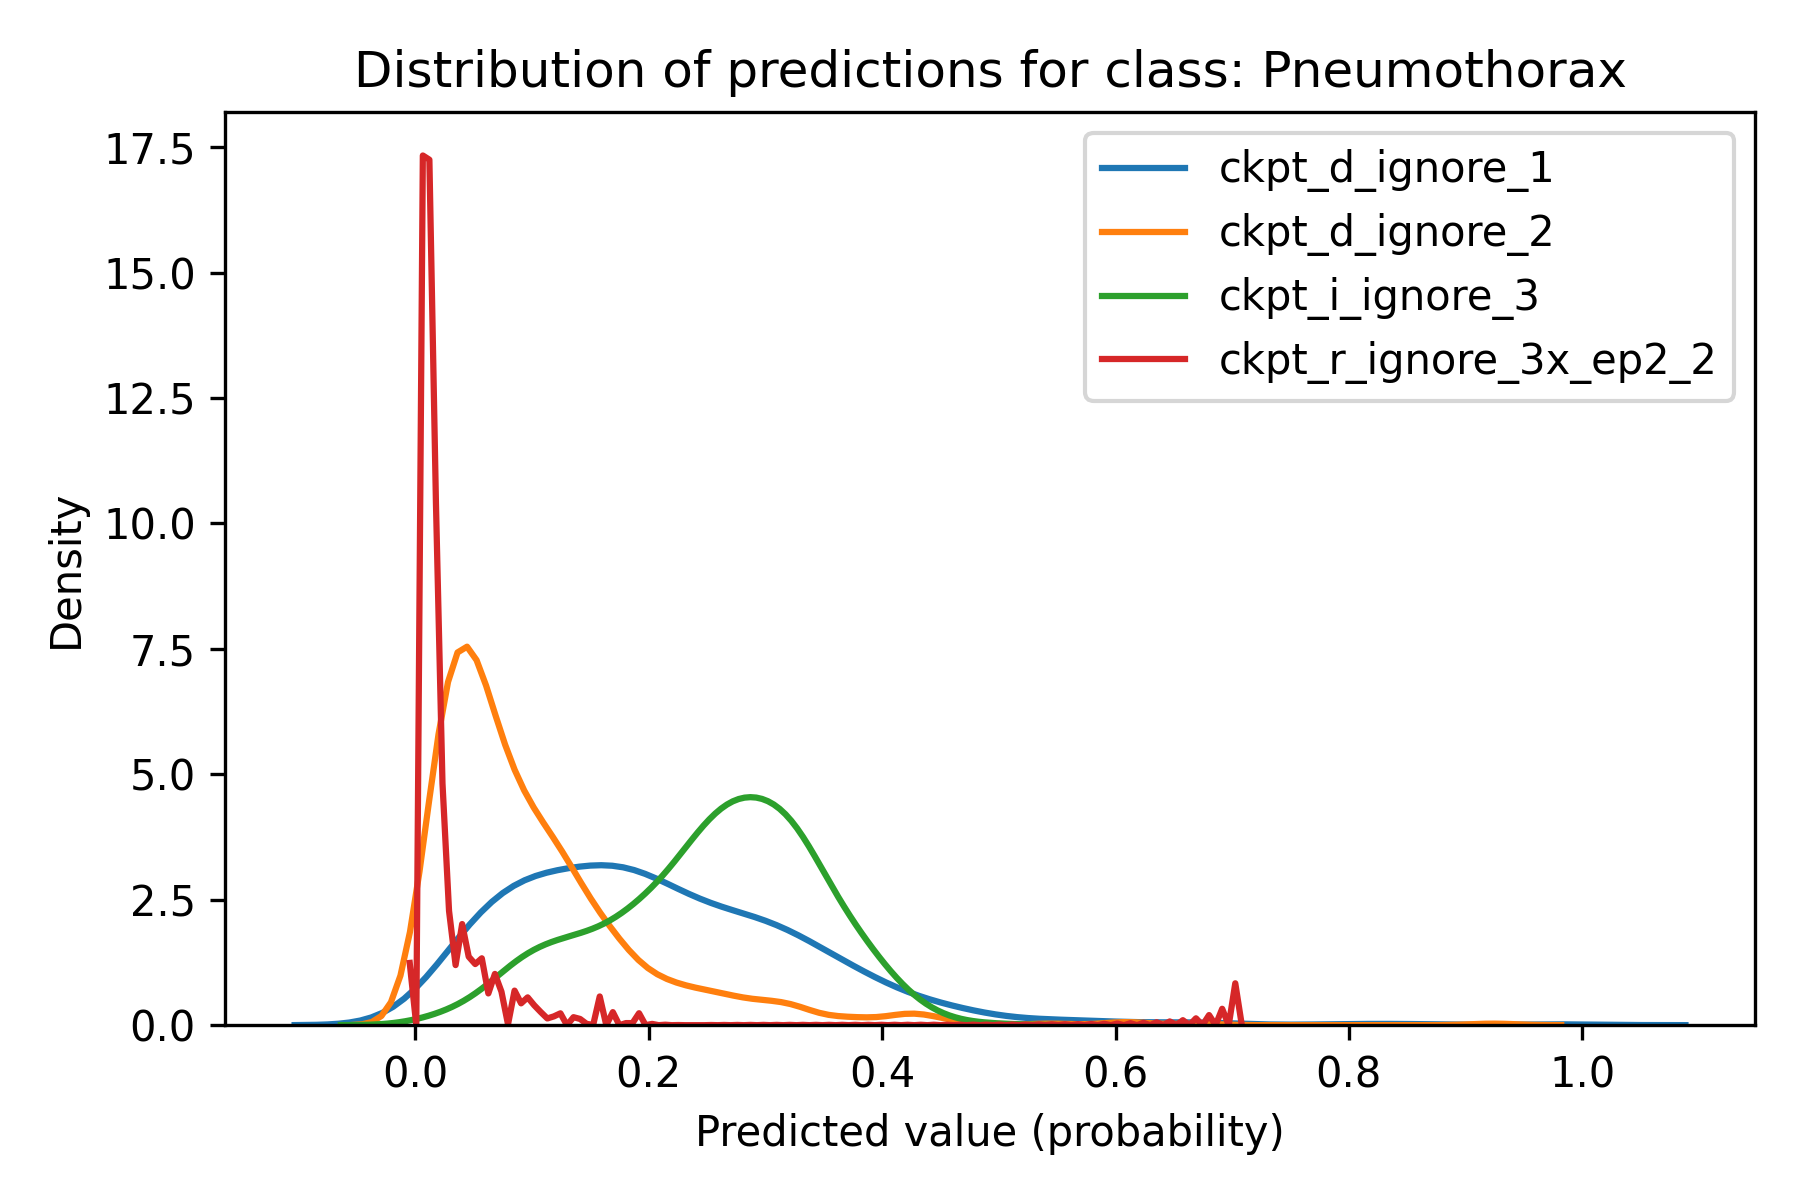 Distribution of predictions for class: Pneumothorax
17.5
15.0
12.5
10.0
7.5
5.0
2.5
0.0
Density
ckpt_d_ignore_1
ckpt_d_ignore_2
ckpt_i_ignore_3
ckpt_r_ignore_3x_ep2_2
0.0 0.2 0.4 0.6 0.8 1.0
Predicted value (probability)